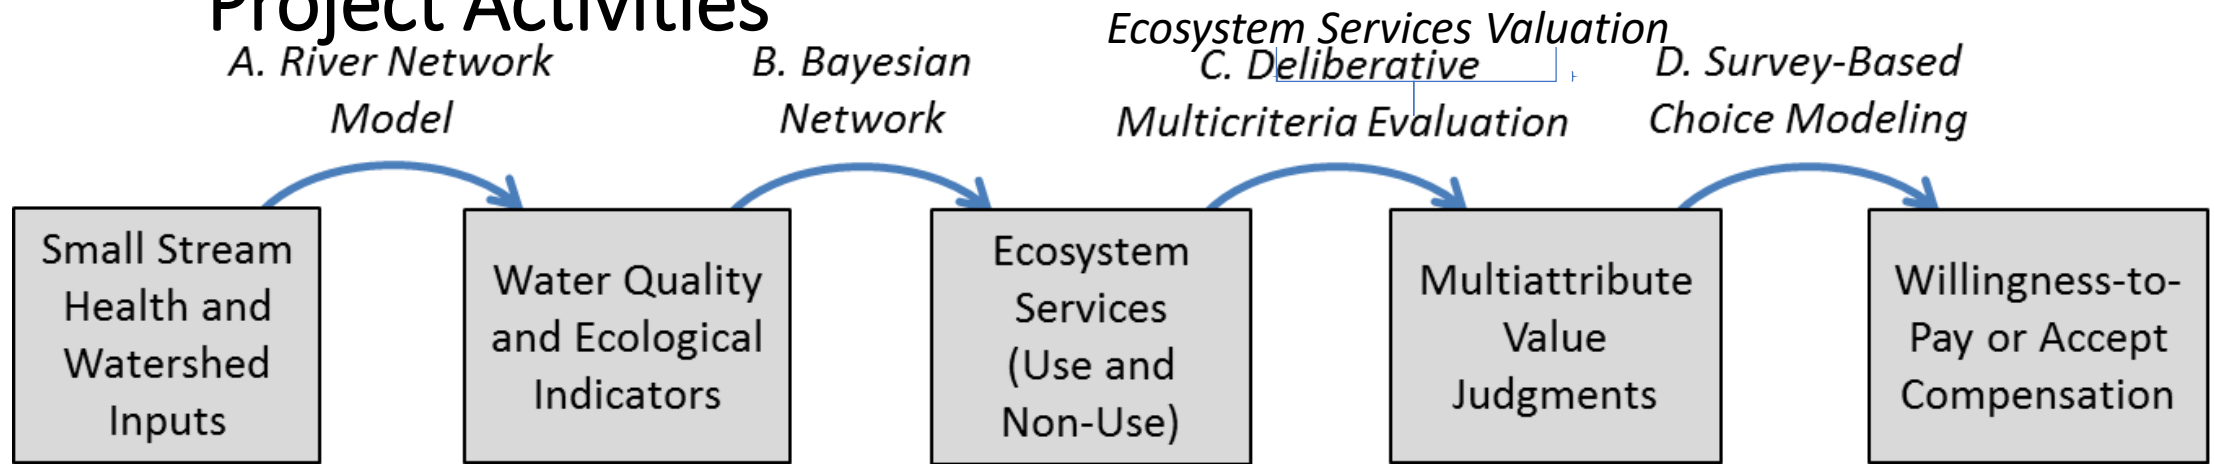 Project Activities
Ecosystem Services Valuation
A. River Network
Model
B. Bayesian
Network
C. Deliberative
Multicriteria Evaluation
D. Survey-Based
Choice Modeling
Small Stream
Health and
Watershed
Inputs
Water Quality
and Ecological
Indicators
Ecosystem
Services
(Use and
Non-Use)
Multiattribute
Value
Judgments
Willingness-to-
Pay or Accept
Compensation